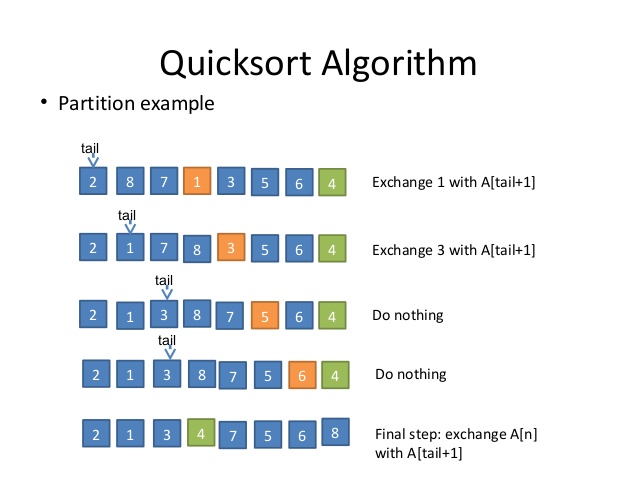 Quicksort Algorithm
• Partition example
tail
2 8 7 1 3 5 6 4 Exchange 1 with A[tail+1]
tail
2 1 7 8 3 5 6 4 Exchange 3 with A[tail+1]
tail
2 1 3 8 7 5 6 4 Do nothing
tail
2 1 3 8 7 5 6 4 Do nothing
2 1 3 4 7 5 6 8 Final step: exchange A[n]
with A[tail+1]